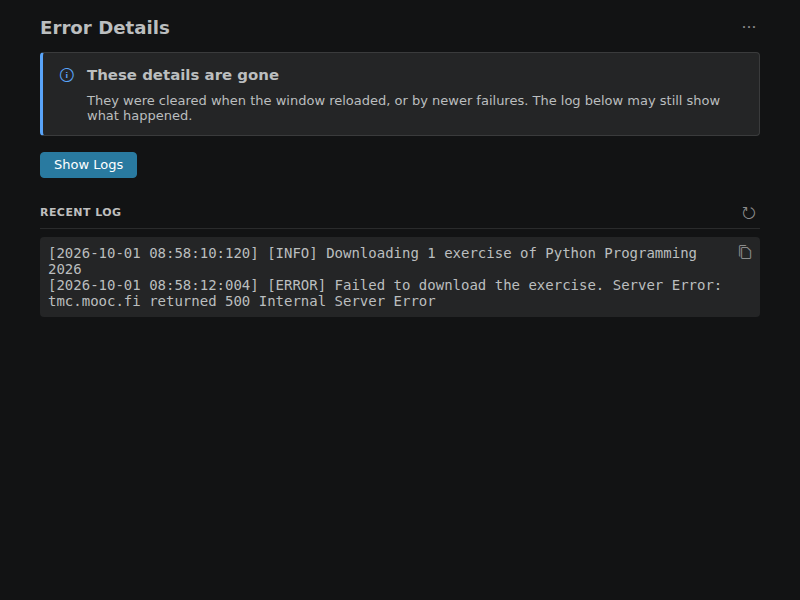 Error Details
These details are gone
They were cleared when the window reloaded, or by newer failures. The log below may still show
what happened.
Show Logs
RECENT LOG
[2026-10-01 08:58:10:120] [INFO] Downloading 1 exercise of Python Programming
2026
[2026-10-01 08:58:12:004] [ERROR] Failed to download the exercise. Server Error:
tmc.mooc.fi returned 500 Internal Server Error